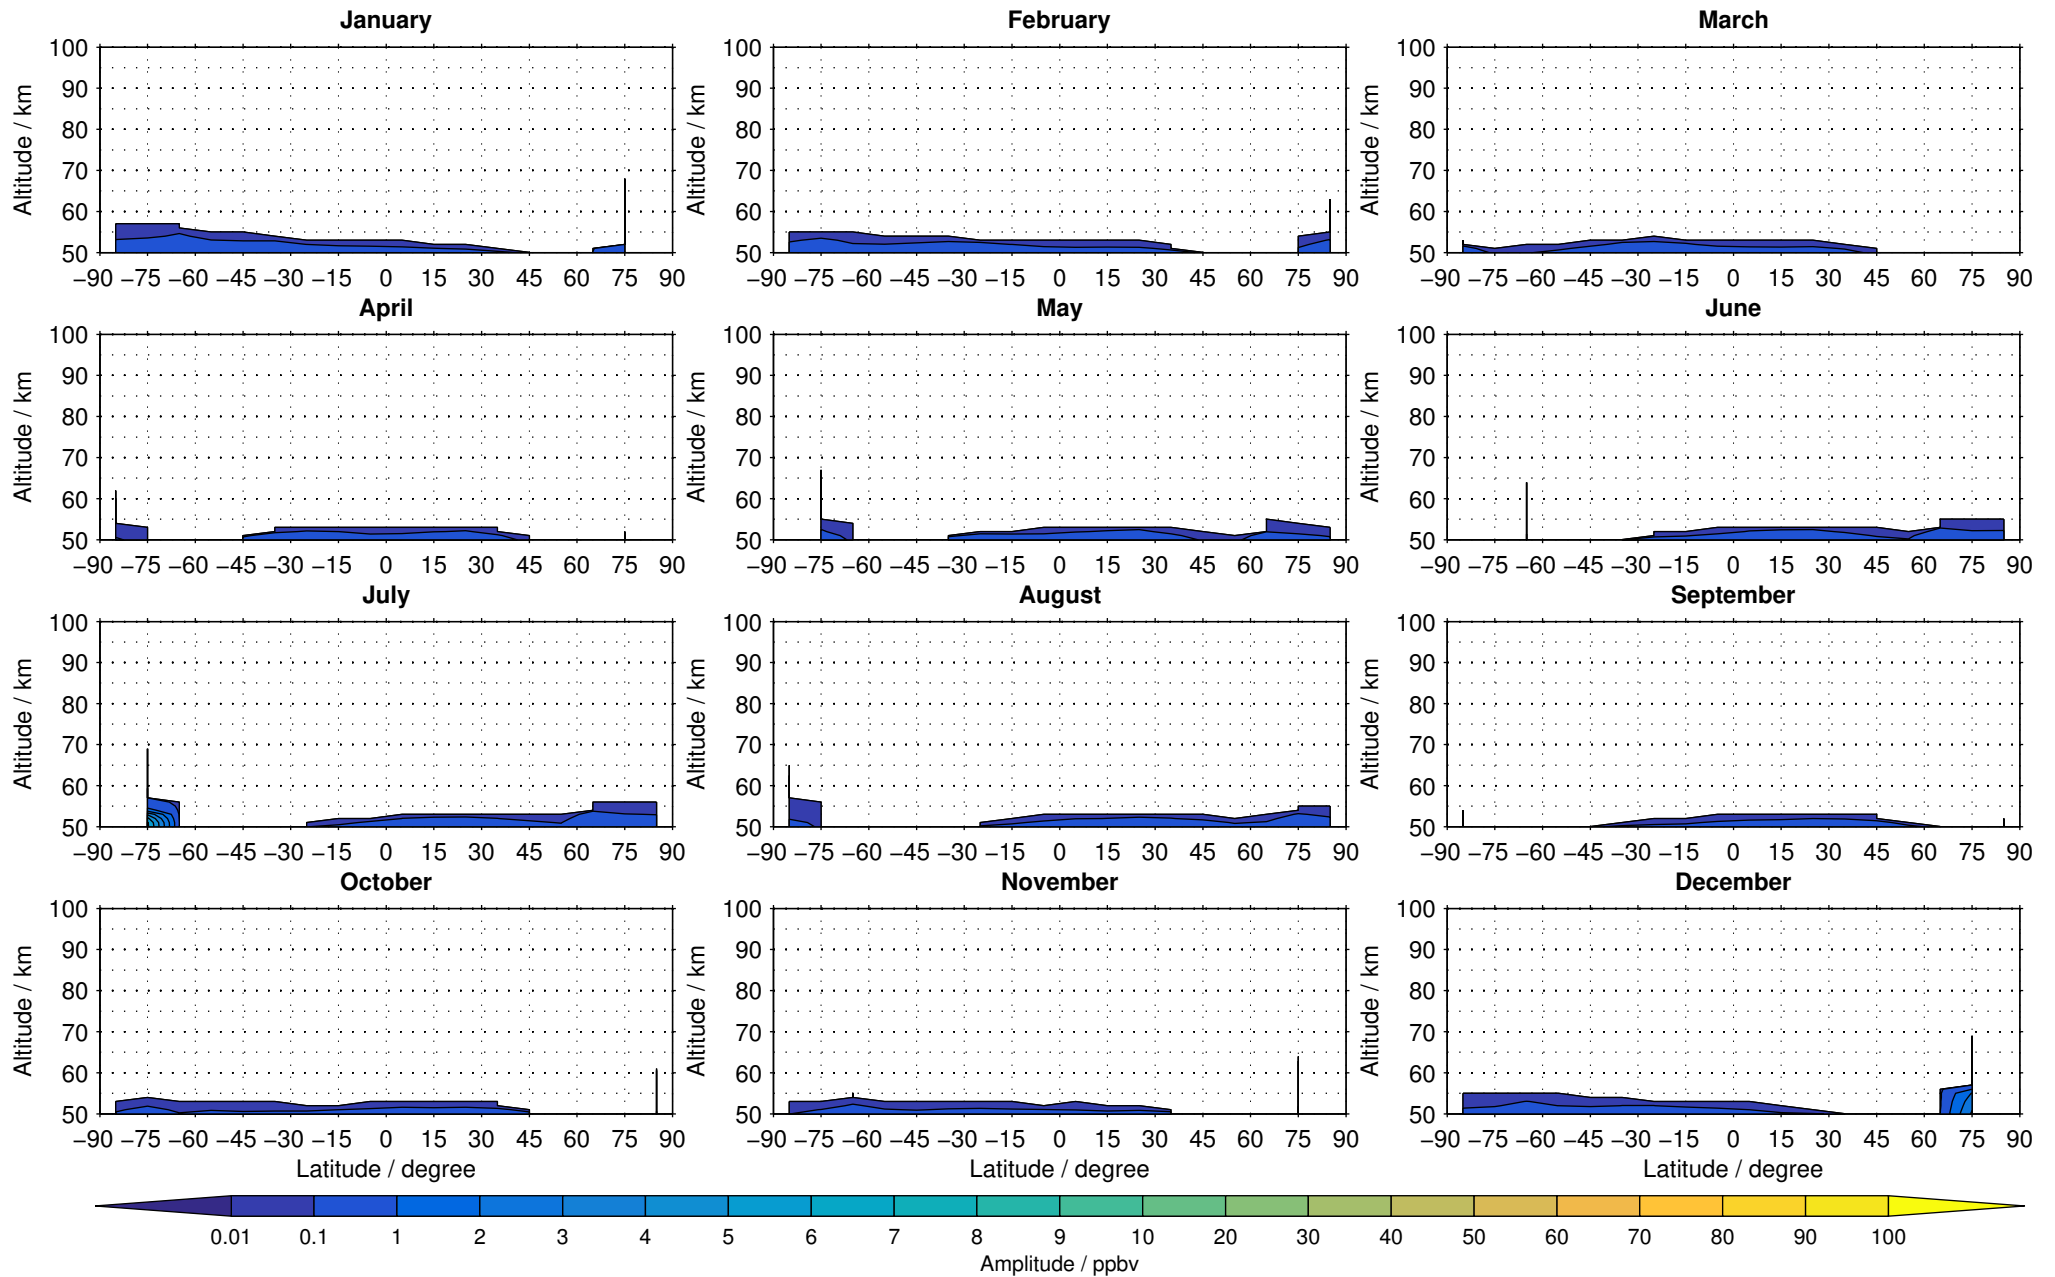 January February March
100 100 100
90 90 90
80 80 80
70 70 70
60 60 60
50 50 50
Altitude / km Altitude / km Altitude / km
−90 −75 −60 −45 −30 −15 0 15 30 45 60 75 90 −90 −75 −60 −45 −30 −15 0 15 30 45 60 75 90 −90 −75 −60 −45 −30 −15 0 15 30 45 60 75 90
April May June
100 100 100
90 90 90
80 80 80
70 70 70
60 60 60
50 50 50
Altitude / km Altitude / km Altitude / km
−90 −75 −60 −45 −30 −15 0 15 30 45 60 75 90 −90 −75 −60 −45 −30 −15 0 15 30 45 60 75 90 −90 −75 −60 −45 −30 −15 0 15 30 45 60 75 90
July August September
100 100 100
90 90 90
80 80 80
70 70 70
60 60 60
50 50 50
Altitude / km Altitude / km Altitude / km
−90 −75 −60 −45 −30 −15 0 15 30 45 60 75 90 −90 −75 −60 −45 −30 −15 0 15 30 45 60 75 90 −90 −75 −60 −45 −30 −15 0 15 30 45 60 75 90
October November December
100 100 100
90 90 90
80 80 80
70 70 70
60 60 60
50 50 50
Altitude / km Altitude / km Altitude / km
−90 −75 −60 −45 −30 −15 0 15 30 45 60 75 90 −90 −75 −60 −45 −30 −15 0 15 30 45 60 75 90 −90 −75 −60 −45 −30 −15 0 15 30 45 60 75 90
Latitude / degree Latitude / degree Latitude / degree
0.01 0.1 1 2 3 4 5 6 7 8 9 10 20 30 40 50 60 70 80 90 100
Amplitude / ppbv